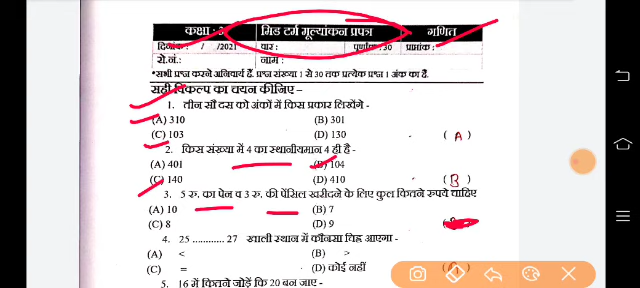 कक्षा : 3 मिड टर्म मूल्यांकन प्रपत्र गणित
दिनांक: / /2021 वार: पूर्णांक: 30 प्राप्तांक:
रो.नं.: नाम:
*सभी प्रश्न करने अनिवार्य हैं. प्रश्न संख्या 1 से 30 तक प्रत्येक प्रश्न 1 अंक का है.
सही विकल्प का चयन कीजिए -
1. तीन सौ दस को अंकों में किस प्रकार लिखेंगे -
(A) 310 (B) 301
(C) 103 (D) 130 ( A )
2. किस संख्या में 4 का स्थानीयमान 4 ही है -
(A) 401 (B) 104
(C) 140 (D) 410 ( B )
3. 5 रु. का पेन व 3 रु. की पेंसिल खरीदने के लिए कुल कितने रुपये चाहिए
(A) 10 (B) 7
(C) 8 (D) 9
4. 25 ............ 27 खाली स्थान में कौनसा चिह्न आएगा -
(A) < (B) >
(C) = (D) कोई नहीं
5. 16 में कितने जोड़ें कि 20 बन जाए -